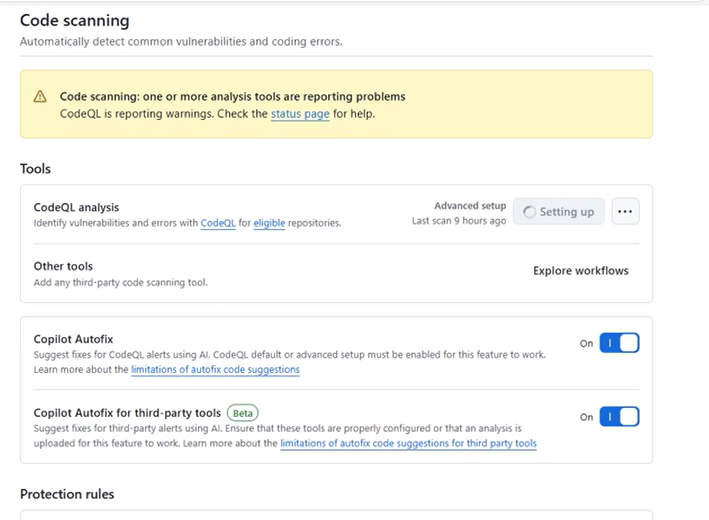 Code scanning
Automatically detect common vulnerabilities and coding errors.
Code scanning: one or more analysis tools are reporting problems
CodeQL is reporting warnings. Check the status page for help.
Tools
CodeQL analysis
Identify vulnerabilities and errors with CodeQL for eligible repositories.
Advanced setup
Last scan 9 hours ago
Setting up
Other tools
Add any third-party code scanning tool.
Explore workflows
Copilot Autofix
Suggest fixes for CodeQL alerts using AI. CodeQL default or advanced setup must be enabled for this feature to work.
Learn more about the limitations of autofix code suggestions
On
Copilot Autofix for third-party tools Beta
Suggest fixes for third-party alerts using AI. Ensure that these tools are properly configured or that an analysis is
uploaded for this feature to work. Learn more about the limitations of autofix code suggestions for third party tools
On
Protection rules